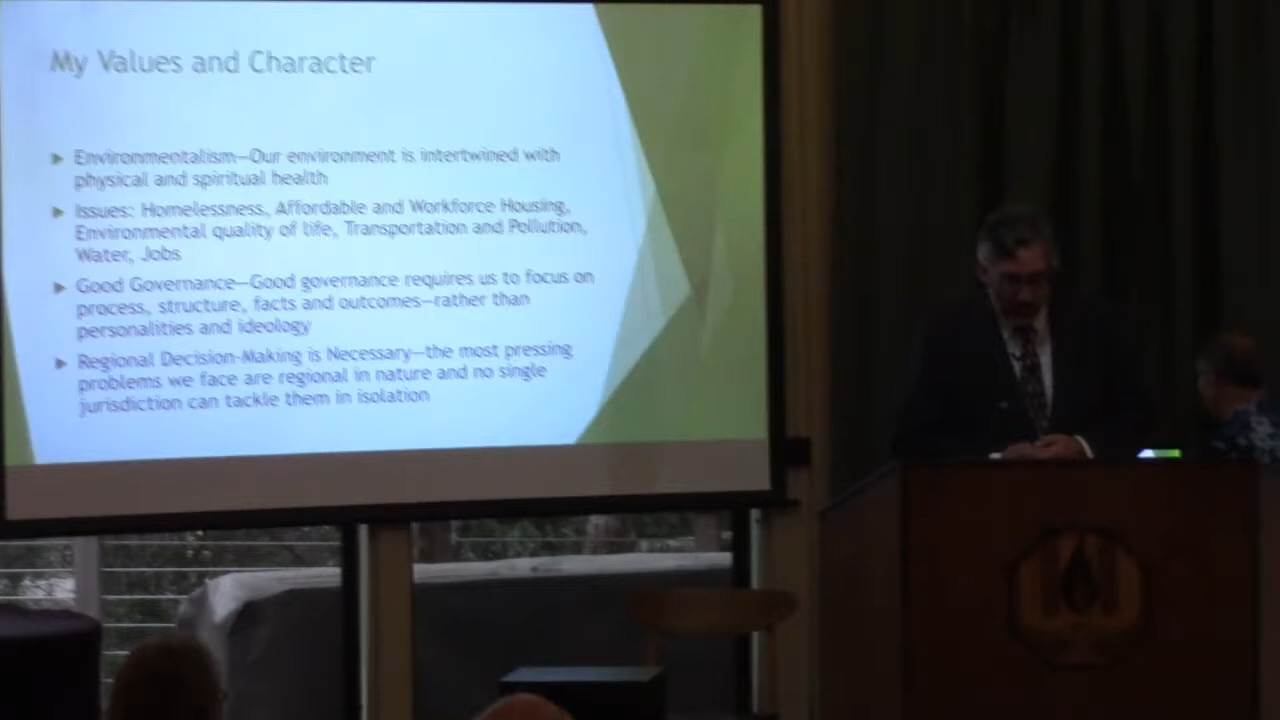 My Values and Character
Environmentalism—Our environment is intertwined with
physical and spiritual health
Issues: Homelessness, Affordable and Workforce Housing,
Environmental quality of life, Transportation and Pollution,
Water, Jobs
Good Governance—Good governance requires us to focus on
process, structure, facts and outcomes—rather than
personalities and ideology
Regional Decision-Making is Necessary—the most pressing
problems we face are regional in nature and no single
jurisdiction can tackle them in isolation